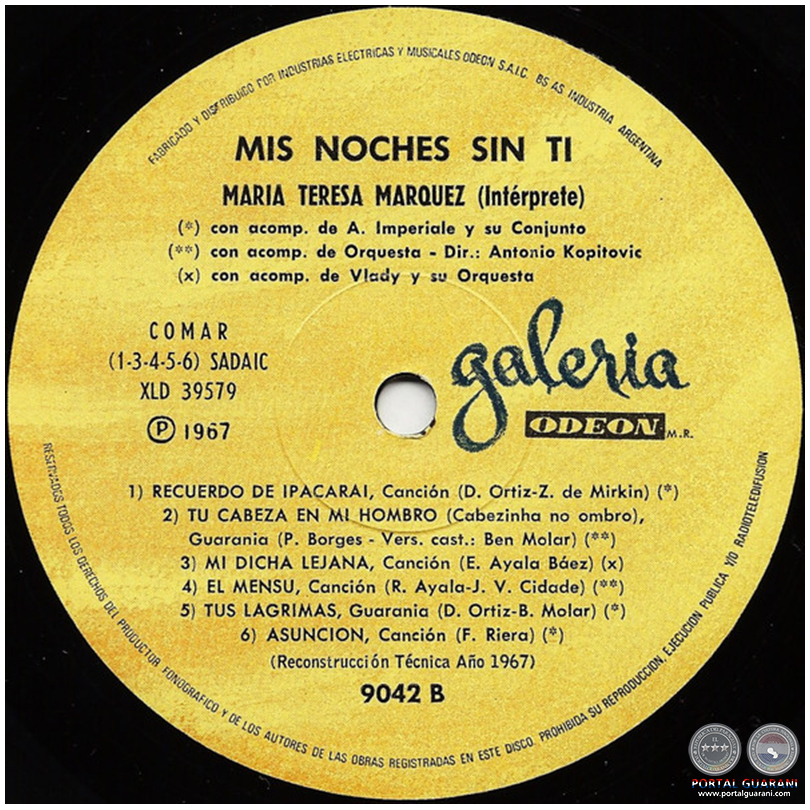 FABRICADO Y DISTRIBUIDO POR INDUSTRIAS ELECTRICAS Y MUSICALES ODEON S.A.I.C. BS AS INDUSTRIA ARGENTINA
MIS NOCHES SIN TI
MARIA TERESA MARQUEZ (Intérprete)
(*) con acomp. de A. Imperiale y su Conjunto
(**) con acomp. de Orquesta - Dir.: Antonio Kopitovic
(x) con acomp. de Vlady y su Orquesta
COMAR
(1-3-4-5-6) SADAIC
XLD 39579
Ⓟ 1967
galeria
ODEON M.R.
1) RECUERDO DE IPACARAI, Canción (D. Ortiz-Z. de Mirkin) (*)
2) TU CABEZA EN MI HOMBRO (Cabezinha no ombro),
Guarania (P. Borges - Vers. cast.: Ben Molar) (**)
3) MI DICHA LEJANA, Canción (E. Ayala Báez) (x)
4) EL MENSU, Canción (R. Ayala-J. V. Cidade) (**)
5) TUS LAGRIMAS, Guarania (D. Ortiz-B. Molar) (*)
6) ASUNCION, Canción (F. Riera) (*)
(Reconstrucción Técnica Año 1967)
9042 B
RESERVADOS TODOS LOS DERECHOS DEL PRODUCTOR FONOGRAFICO Y DE LOS AUTORES DE LAS OBRAS REGISTRADAS EN ESTE DISCO. PROHIBIDA SU REPRODUCCION, EJECUCION PUBLICA Y/O RADIOTELEDIFUSION
PORTAL GUARANI
www.portalguarani.com